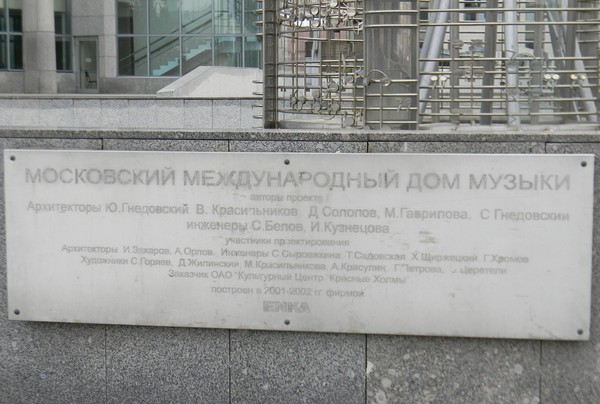 МОСКОВСКИЙ МЕЖДУНАРОДНЫЙ ДОМ МУЗЫКИ
авторы проекта
Архитекторы Ю.Гнедовский В. Красильников Д.Солопов, М.Гаврилова, С Гнедовский
инженеры С.Белов, И.Кузнецова
участники проектирования
Архитекторы И.Захаров, А.Орлов, Инженеры С.Сыровежкина Т.Садовская, Х.Щиржецкий, Г.Хромов
Художники С.Горяев, Д.Жилинский, М.Красильникова, А.Красулин, Г.Петрова, Церетели
Заказчик ОАО "Культурный Центр "Красные Холмы"
построен в 2001-2002 гг фирмой
ENKA